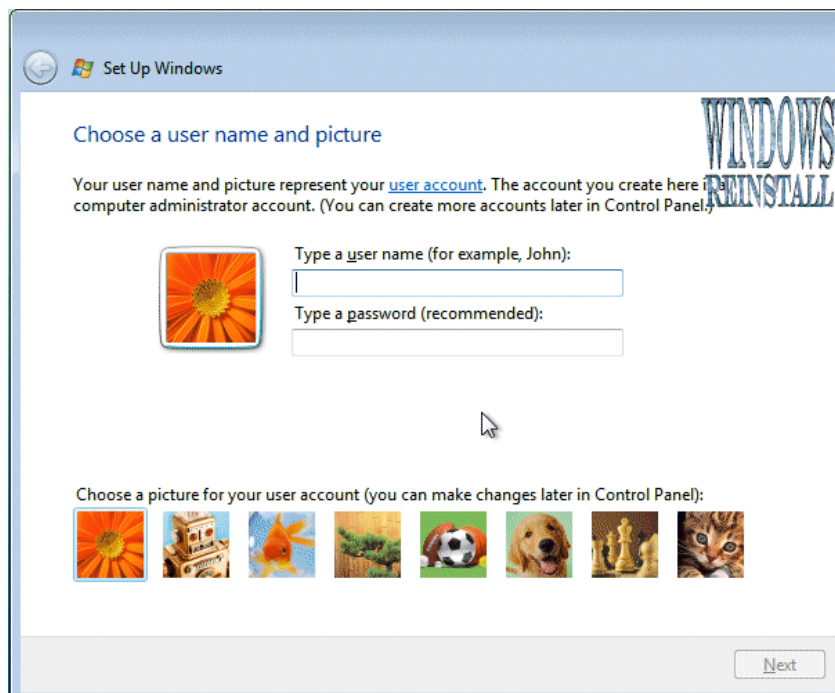 Set Up Windows
WINDOWS
REINSTALL
Choose a user name and picture
Your user name and picture represent your user account. The account you create here is a
computer administrator account. (You can create more accounts later in Control Panel.)
Type a user name (for example, John):
Type a password (recommended):
Choose a picture for your user account (you can make changes later in Control Panel):
Next